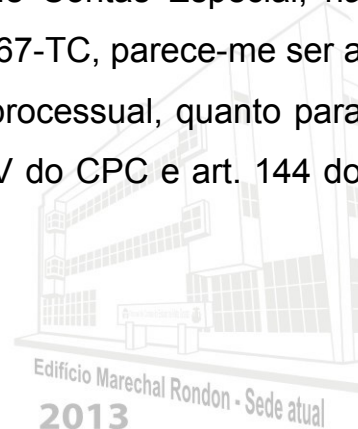 67-TC, parece-me ser a
processual, quanto para
V do CPC e art. 144 do
Edifício Marechal Rondon - Sede atual
2013